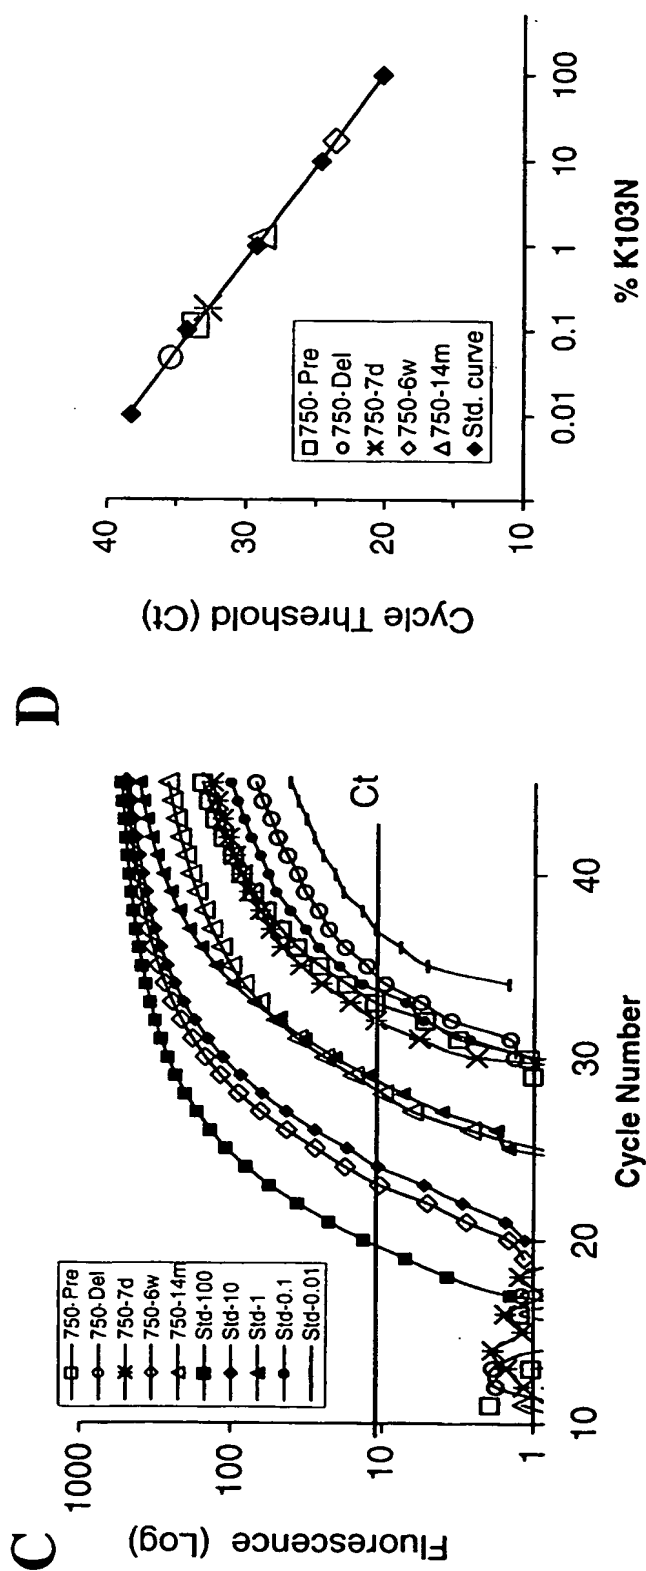 C
Fluorescence (Log)
1000
100
10
1
750-Pre
750-Del
750-7d
750-6w
750-14m
Std-100
Std-10
Std-1
Std-0.1
Std-0.01
Ct
10
20
30
40
Cycle Number
D
Cycle Threshold (Ct)
40
30
20
10
750-Pre
750-Del
750-7d
750-6w
750-14m
Std. curve
0.01
0.1
1
10
100
% K103N